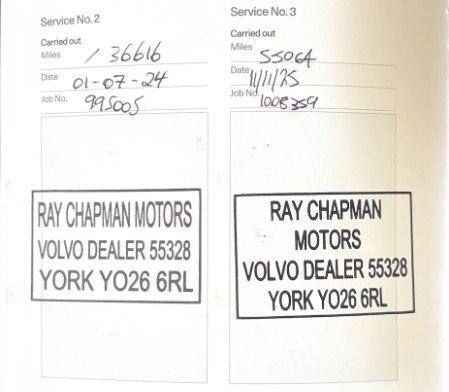 Service No. 2
Carried out
Miles / 36616
Date 01-07-24
Job No. 995005
RAY CHAPMAN MOTORS
VOLVO DEALER 55328
YORK YO26 6RL
Service No. 3
Carried out
Miles 55064
Date 11/11/25
Job No. 1008359
RAY CHAPMAN
MOTORS
VOLVO DEALER 55328
YORK YO26 6RL